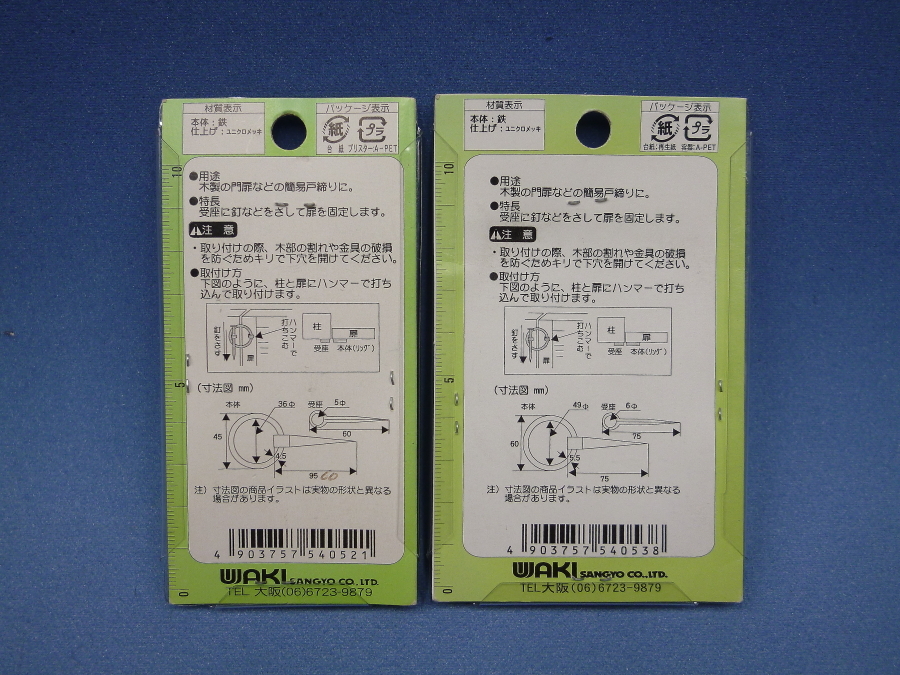 材質表示
本体：鉄
仕上げ：ユニクロメッキ
パッケージ表示
紙 プラ
台 紙 ブリスター:A-PET
10
●用途
木製の門扉などの簡易戸締りに。
●特長
受座に釘などをさして扉を固定します。
注 意
・取り付けの際、木部の割れや金具の破損
を防ぐためキリで下穴を開けてください。
●取付け方
下図のように、柱と扉にハンマーで打ち
込んで取り付けます。
釘をさす
ハンマーで
打ちこむ
扉
柱
扉
受座 本体(リング)
5
(寸法図 mm)
本体 36Φ 受座 5Φ
45
60
4.5
95 60
注）寸法図の商品イラストは実物の形状と異なる
場合があります。
4 903757 540521
WAKI SANGYO CO.,LTD.
TEL 大阪(06)6723-9879
0
材質表示
本体：鉄
仕上げ：ユニクロメッキ
パッケージ表示
紙 プラ
台紙:再生紙 容器:A-PET
10
●用途
木製の門扉などの簡易戸締りに。
●特長
受座に釘などをさして扉を固定します。
注 意
・取り付けの際、木部の割れや金具の破損
を防ぐためキリで下穴を開けてください。
●取付け方
下図のように、柱と扉にハンマーで打ち
込んで取り付けます。
釘をさす
ハンマーで
打ちこむ
扉
柱
扉
受座 本体(リング)
5
(寸法図 mm)
本体 49Φ 受座 6Φ
60
75
5.5
75
注）寸法図の商品イラストは実物の形状と異なる
場合があります。
4 903757 540538
WAKI SANGYO CO.,LTD.
TEL 大阪(06)6723-9879
0